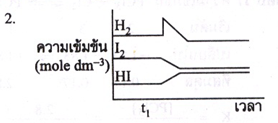 2.
H₂
I₂
ความเข้มข้น
(mole dm⁻³)
HI
t₁
เวลา